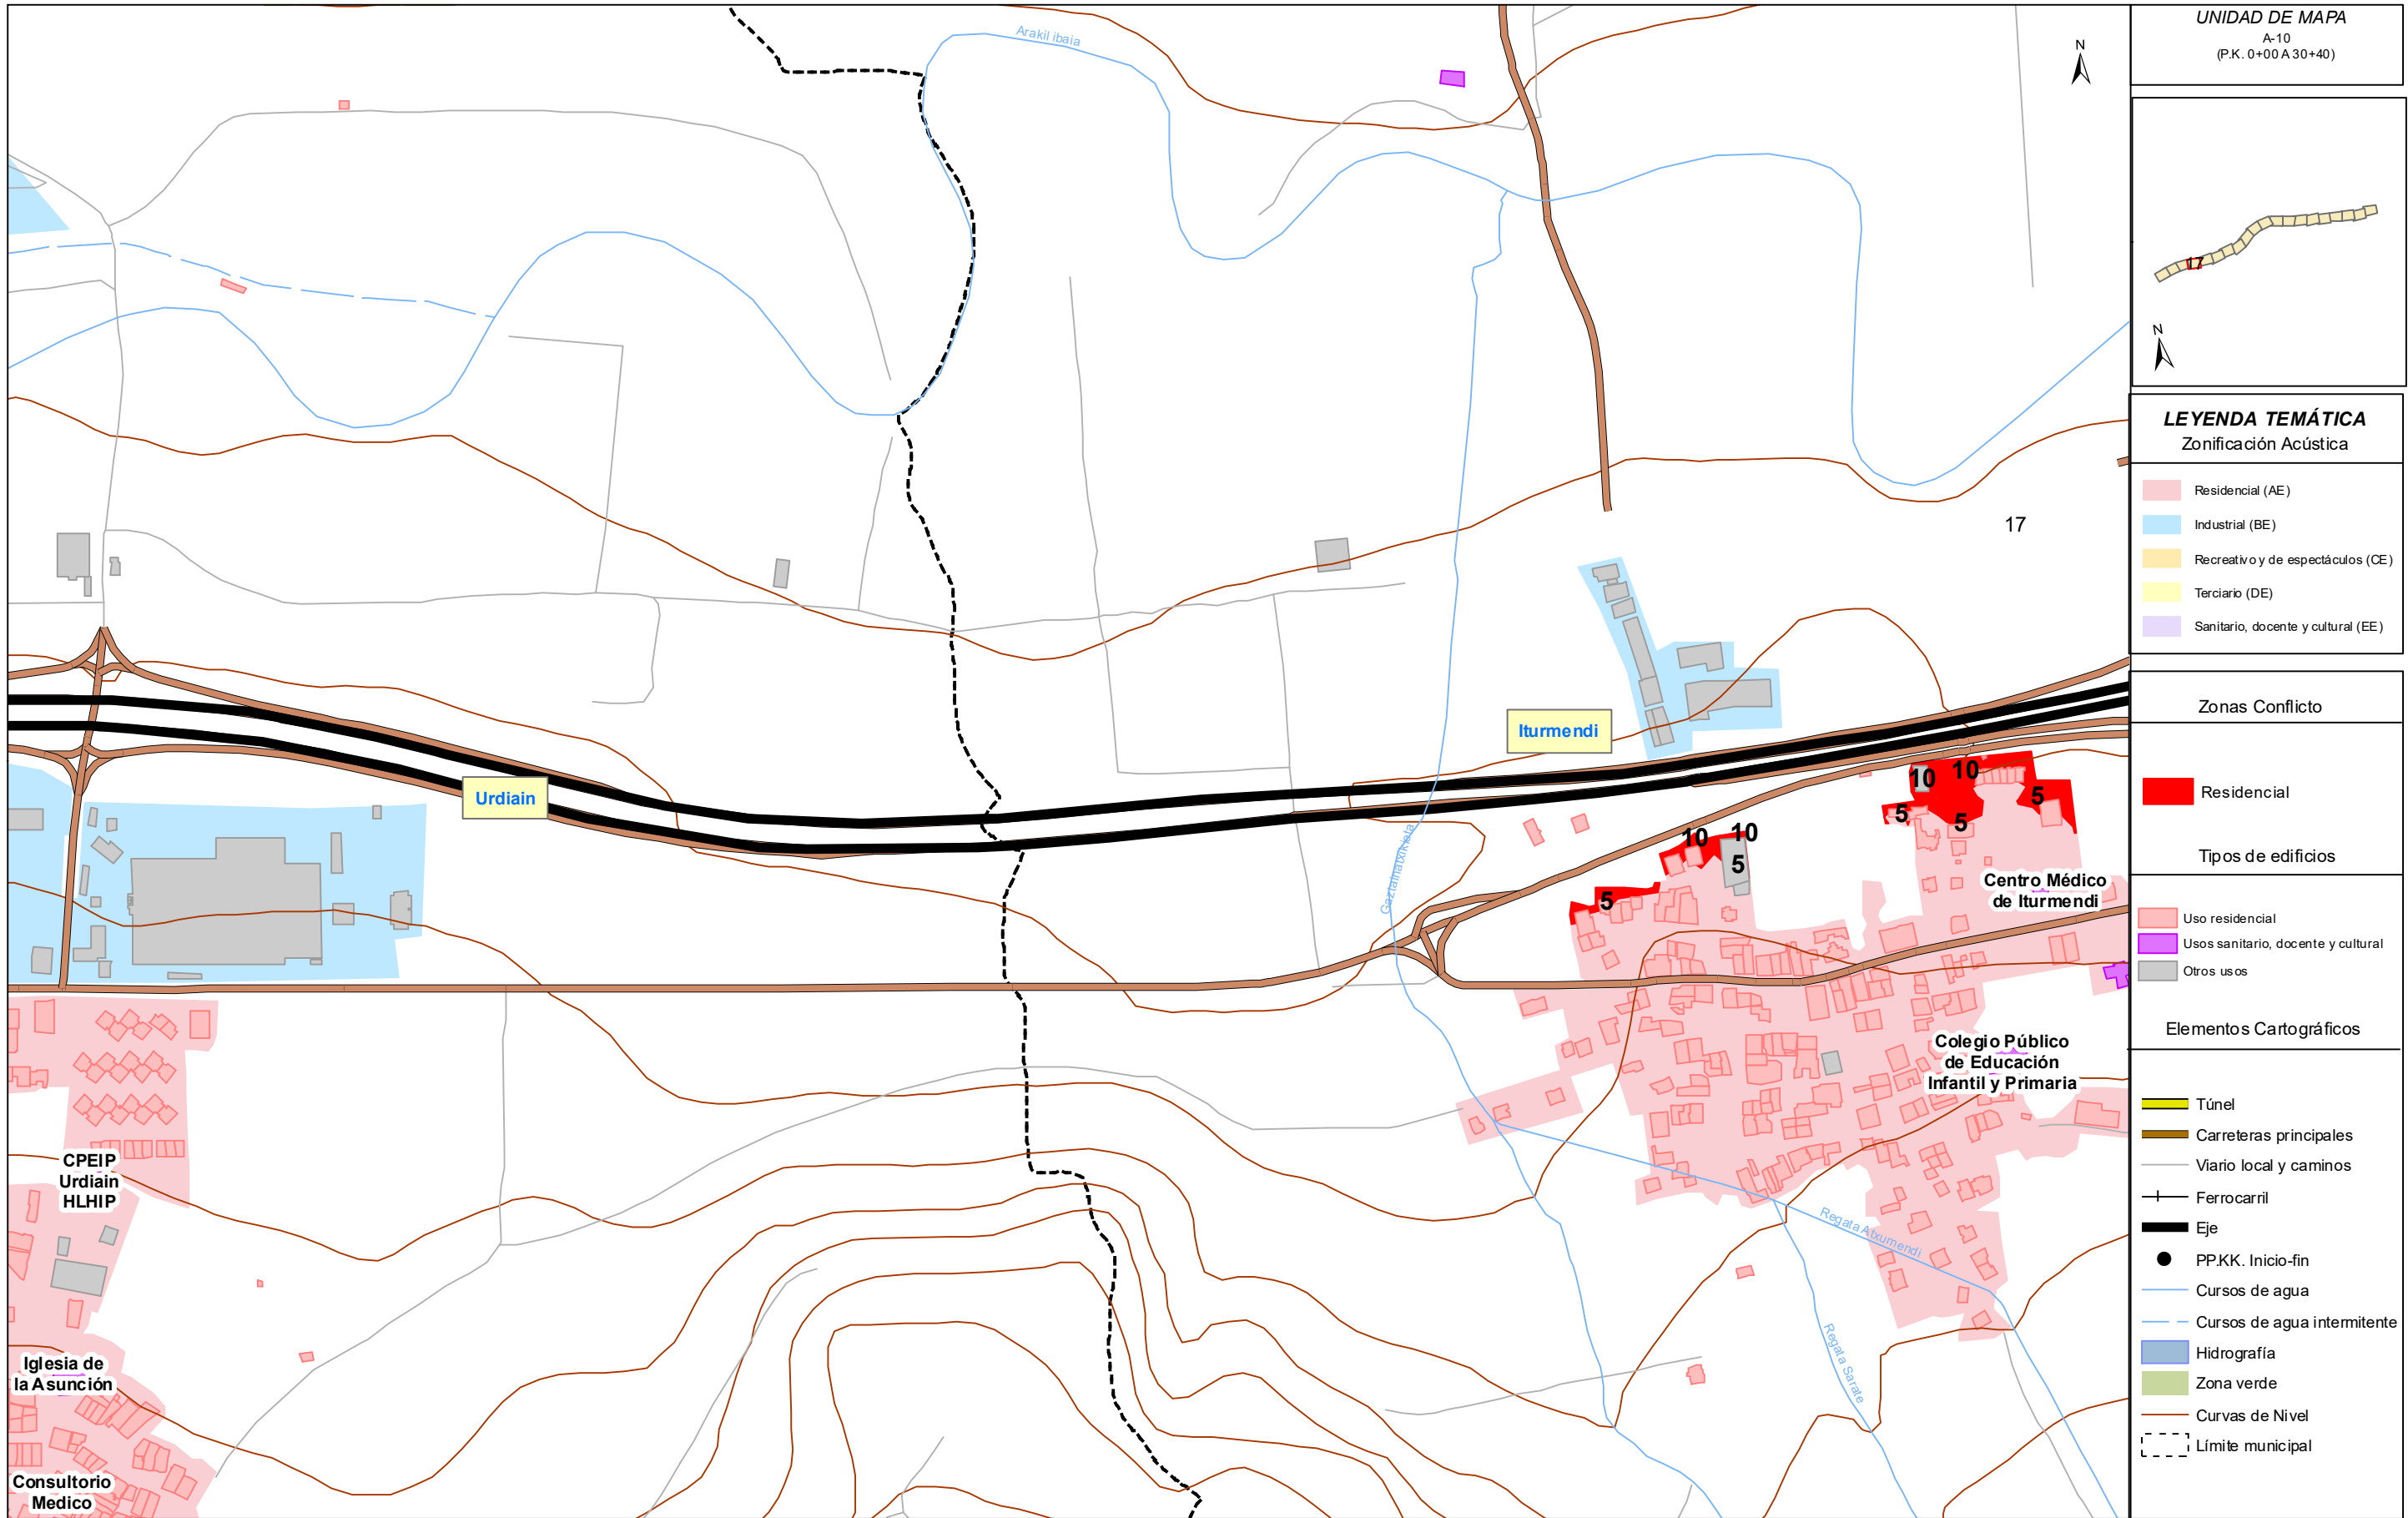 Arakil ibaia
N
17
Iturmendi
Urdiain
10
10
5
5
5
10
10
5
5
Gaztainatxikieta
Centro Médico
de Iturmendi
Colegio Público
de Educación
Infantil y Primaria
CPEIP
Urdiain
HLHIP
Regata Atxumendi
Regata Sarate
Iglesia de
la Asunción
Consultorio
Medico
UNIDAD DE MAPA
A-10
(P.K. 0+00 A 30+40)
17
N
LEYENDA TEMÁTICA
Zonificación Acústica
Residencial (AE)
Industrial (BE)
Recreativo y de espectáculos (CE)
Terciario (DE)
Sanitario, docente y cultural (EE)
Zonas Conflicto
Residencial
Tipos de edificios
Uso residencial
Usos sanitario, docente y cultural
Otros usos
Elementos Cartográficos
Túnel
Carreteras principales
Viario local y caminos
Ferrocarril
Eje
PP.KK. Inicio-fin
Cursos de agua
Cursos de agua intermitente
Hidrografía
Zona verde
Curvas de Nivel
Límite municipal